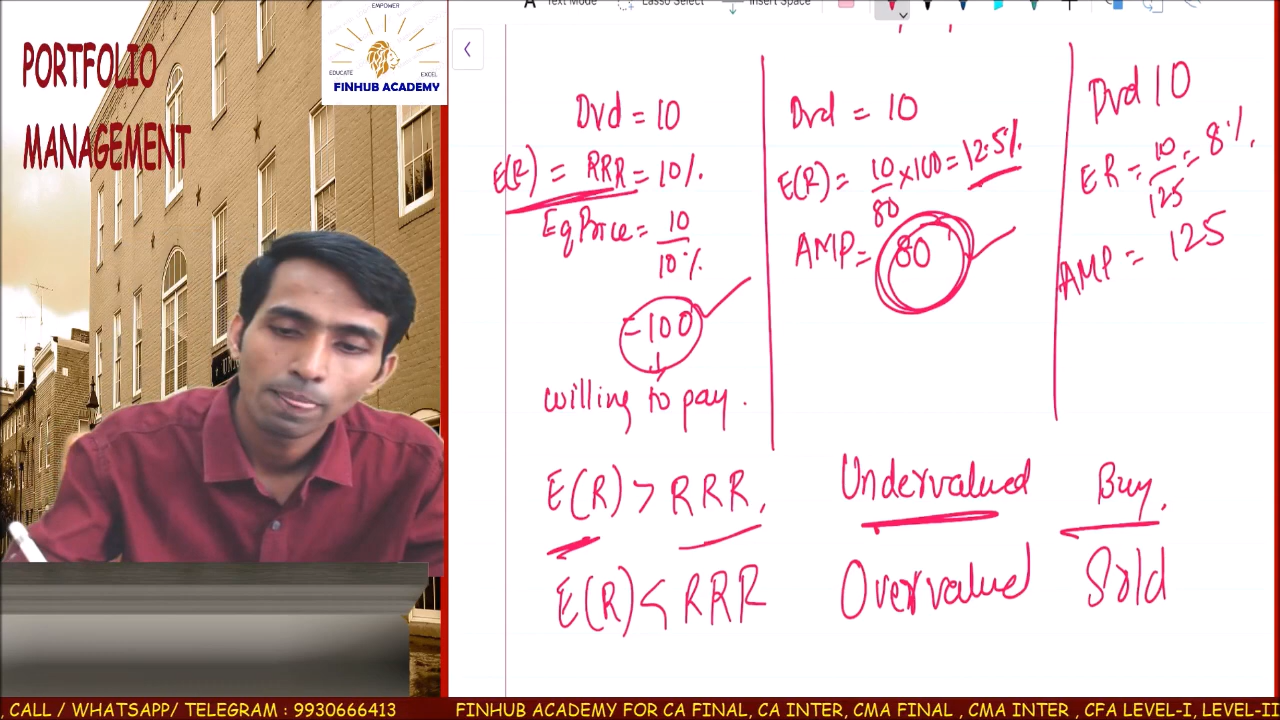 Text Mode
Lasso Select
Insert Space
PORTFOLIO
MANAGEMENT
EMPOWER
EDUCATE
EXCEL
FINHUB ACADEMY
Dvd = 10
E(R) = RRR = 10%
Eq Price = 10
10%
= 100
willing to pay.
Dvd = 10
E(R) = 10/80 × 100 = 12.5%
AMP = 80
Dvd 10
ER = 10/125 = 8%
AMP = 125
E(R) > RRR, Undervalued Buy.
E(R) < RRR Overvalued Sold
CALL / WHATSAPP/ TELEGRAM : 9930666413
FINHUB ACADEMY FOR CA FINAL, CA INTER, CMA FINAL , CMA INTER , CFA LEVEL-I, LEVEL-II